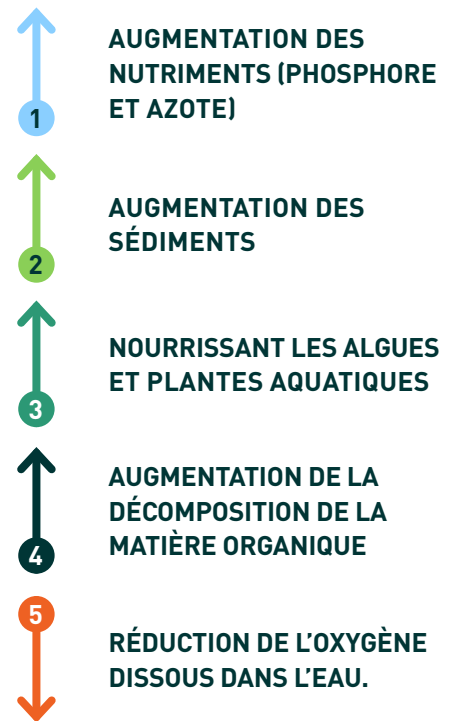 AUGMENTATION DES
NUTRIMENTS (PHOSPHORE
ET AZOTE)
1
AUGMENTATION DES
SÉDIMENTS
2
NOURRISSANT LES ALGUES
ET PLANTES AQUATIQUES
3
AUGMENTATION DE LA
DÉCOMPOSITION DE LA
MATIÈRE ORGANIQUE
4
5
RÉDUCTION DE L'OXYGÈNE
DISSOUS DANS L'EAU.